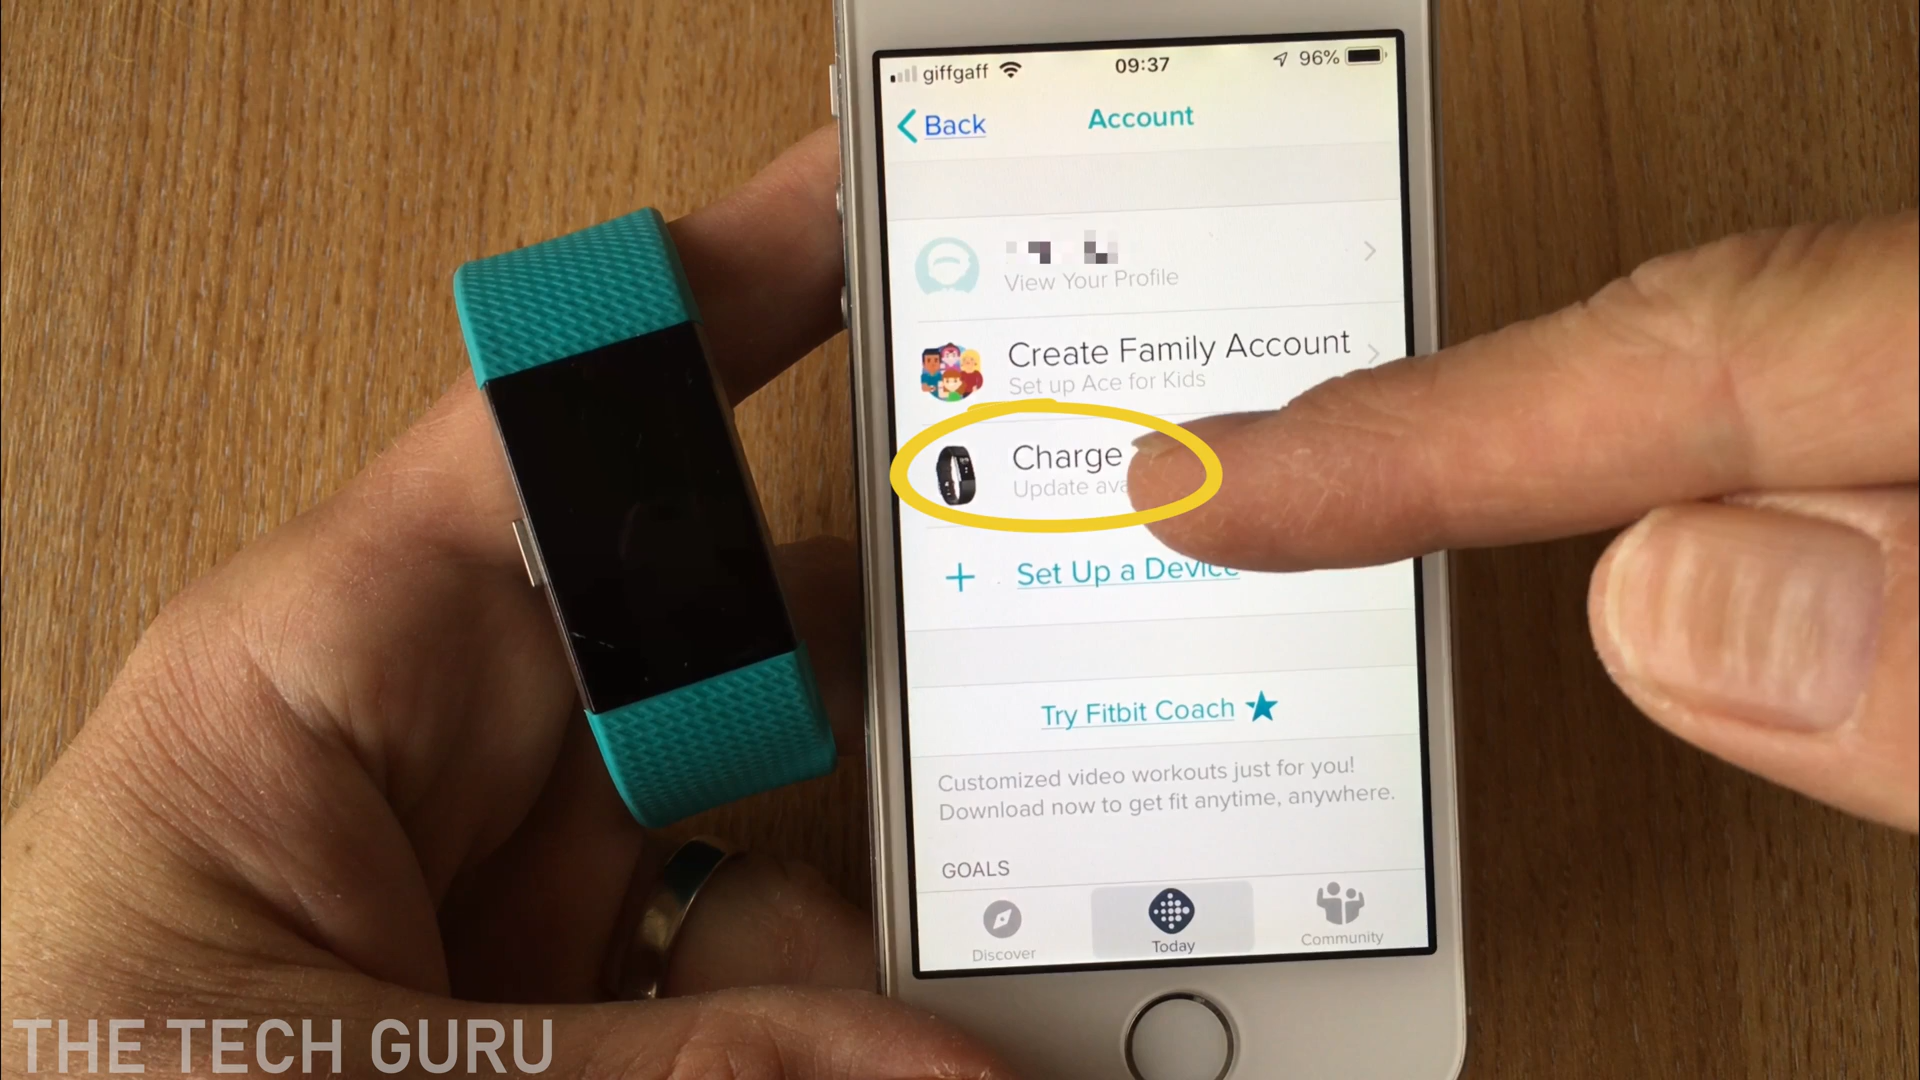 giffgaff 09:37 96%
Back Account
View Your Profile
Create Family Account
Set up Ace for Kids
Charge
Update
Set Up a Device
Try Fitbit Coach
Customized video workouts just for you!
Download now to get fit anytime, anywhere.
GOALS
Discover Today Community
THE TECH GURU